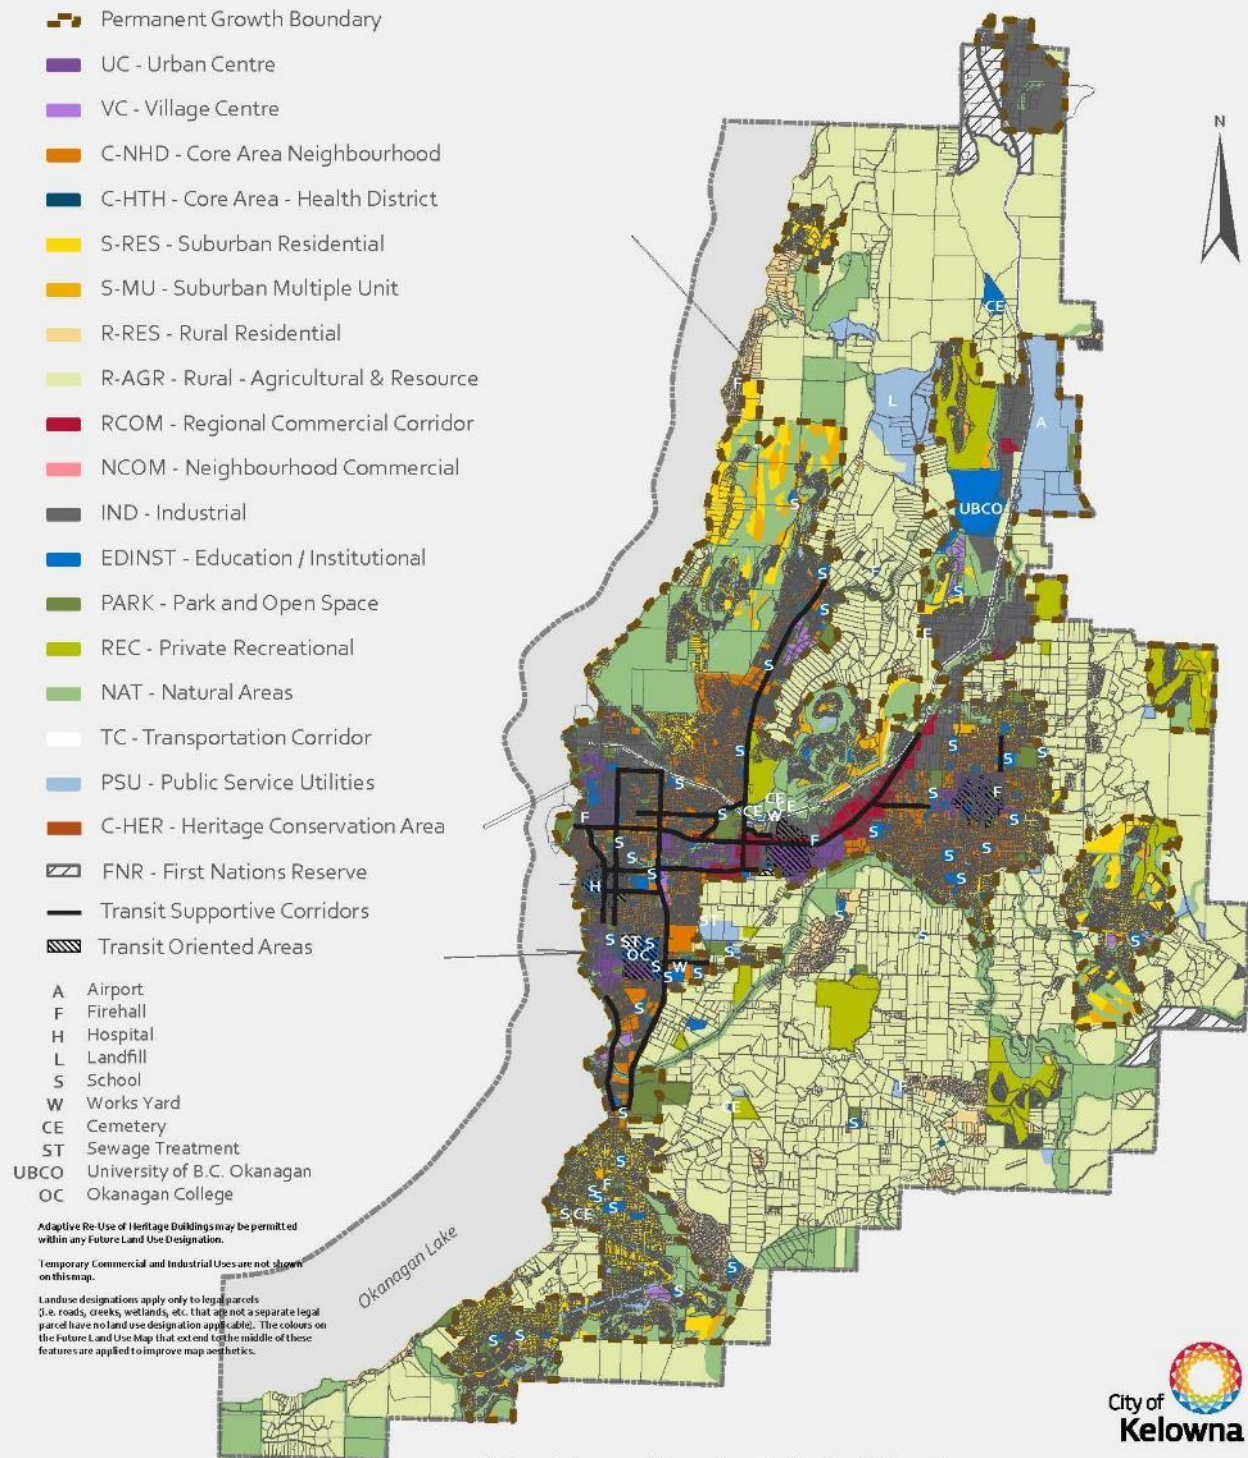 Permanent Growth Boundary
UC - Urban Centre
VC - Village Centre
C-NHD - Core Area Neighbourhood
C-HTH - Core Area - Health District
S-RES - Suburban Residential
S-MU - Suburban Multiple Unit
R-RES - Rural Residential
R-AGR - Rural - Agricultural & Resource
RCOM - Regional Commercial Corridor
NCOM - Neighbourhood Commercial
IND - Industrial
EDINST - Education / Institutional
PARK - Park and Open Space
REC - Private Recreational
NAT - Natural Areas
TC - Transportation Corridor
PSU - Public Service Utilities
C-HER - Heritage Conservation Area
FNR - First Nations Reserve
Transit Supportive Corridors
Transit Oriented Areas
A Airport
F Firehall
H Hospital
L Landfill
S School
W Works Yard
CE Cemetery
ST Sewage Treatment
UBCO University of B.C. Okanagan
OC Okanagan College
Adaptive Re-Use of Heritage Buildings may be permitted
within any Future Land Use Designation.
Temporary Commercial and Industrial Uses are not shown
on this map.
Landuse designations apply only to legal parcels
(i.e. roads, creeks, wetlands, etc. that are not a separate legal
parcel have no land use designation applicable). The colours on
the Future Land Use Map that extend to the middle of these
features are applied to improve map aesthetics.
N
CE
F
L
A
S
UBCO
S
F
S
S
F
S
S
S
S
S
S
S
F
S
CE
CE
E
W
S
F
F
S
S
S
S
S
S
S
H
S
ST
S
S
S
ST
S
OC
S
S
W
S
S
S
F
CE
S
S
S
F
S
S
S
S
CE
S
S
S
S
Okanagan Lake
City of
Kelowna